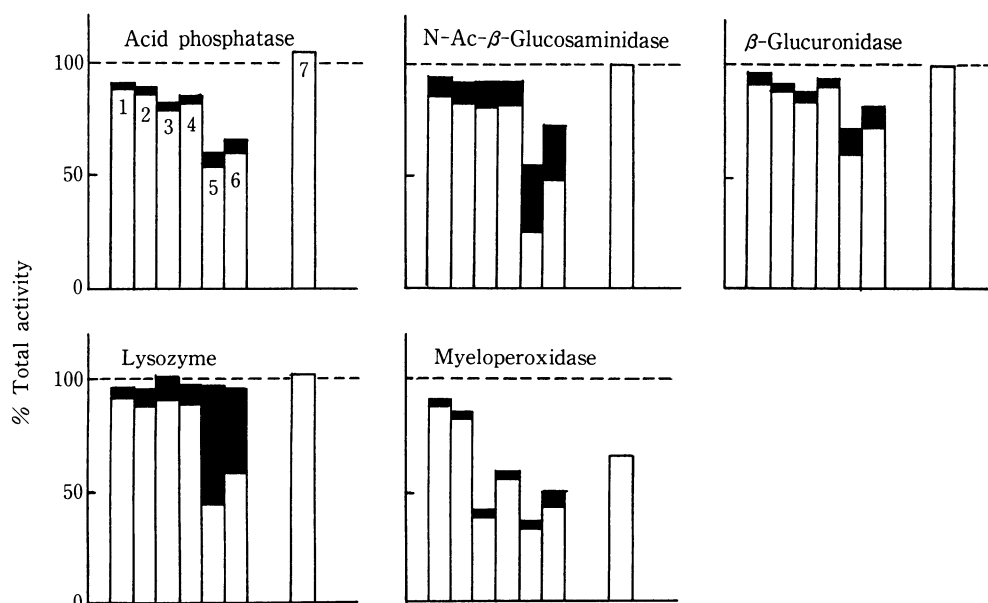 Acid phosphatase
N-Ac-β-Glucosaminidase
β-Glucuronidase
100
50
0
1
2
3
4
5
6
7
% Total activity
Lysozyme
Myeloperoxidase
100
50
0